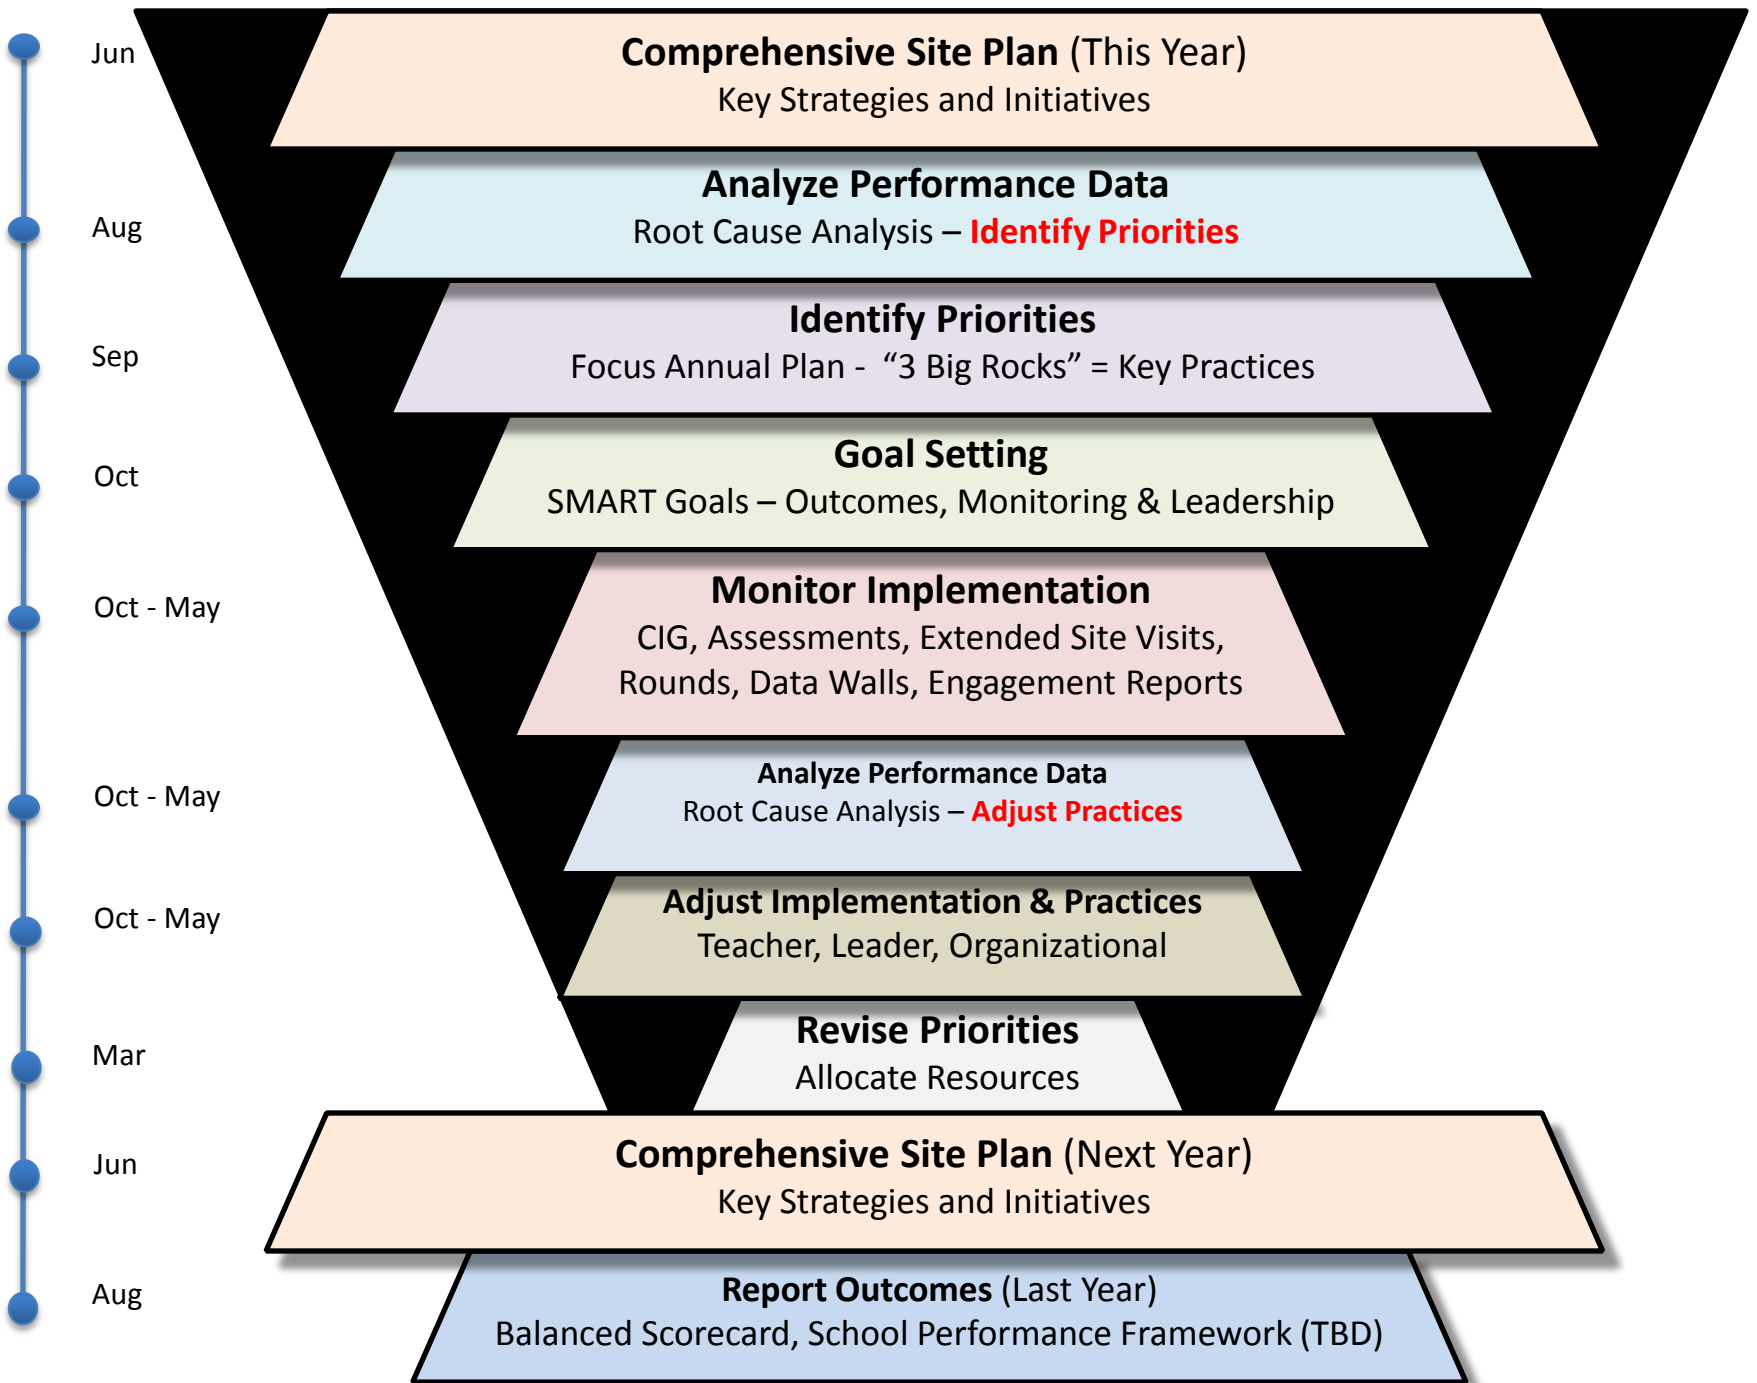 Jun
Comprehensive Site Plan (This Year)
Key Strategies and Initiatives
Aug
Analyze Performance Data
Root Cause Analysis – Identify Priorities
Sep
Identify Priorities
Focus Annual Plan - “3 Big Rocks” = Key Practices
Oct
Goal Setting
SMART Goals – Outcomes, Monitoring & Leadership
Oct - May
Monitor Implementation
CIG, Assessments, Extended Site Visits,
Rounds, Data Walls, Engagement Reports
Oct - May
Analyze Performance Data
Root Cause Analysis – Adjust Practices
Oct - May
Adjust Implementation & Practices
Teacher, Leader, Organizational
Mar
Revise Priorities
Allocate Resources
Jun
Comprehensive Site Plan (Next Year)
Key Strategies and Initiatives
Aug
Report Outcomes (Last Year)
Balanced Scorecard, School Performance Framework (TBD)